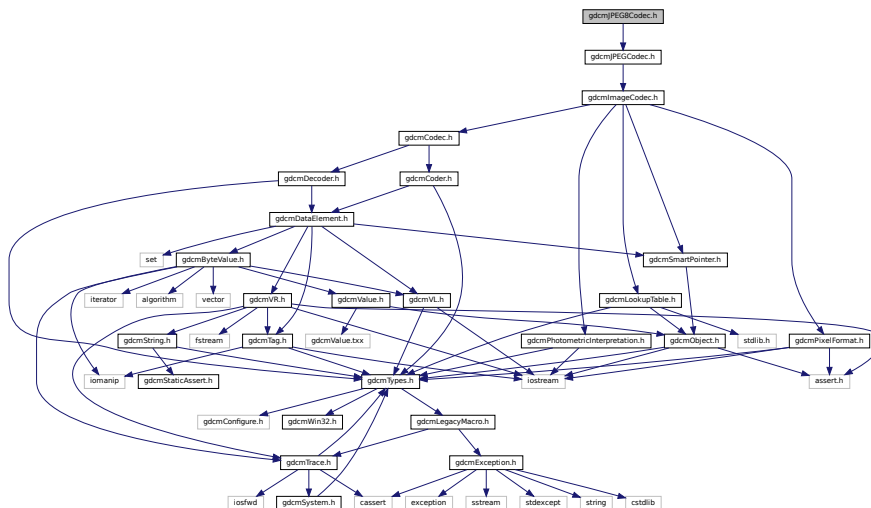 gdcmJPEG8Codec.h
gdcmJPEGCodec.h
gdcmImageCodec.h
gdcmCodec.h
gdcmDecoder.h
gdcmCoder.h
gdcmDataElement.h
set
gdcmByteValue.h
gdcmSmartPointer.h
iterator
algorithm
vector
gdcmVR.h
gdcmValue.h
gdcmVL.h
gdcmLookupTable.h
gdcmString.h
fstream
gdcmTag.h
gdcmValue.txx
gdcmPhotometricInterpretation.h
gdcmObject.h
stdlib.h
gdcmPixelFormat.h
iomanip
gdcmStaticAssert.h
gdcmTypes.h
iostream
assert.h
gdcmConfigure.h
gdcmWin32.h
gdcmLegacyMacro.h
gdcmTrace.h
gdcmException.h
iosfwd
gdcmSystem.h
cassert
exception
sstream
stdexcept
string
cstdlib